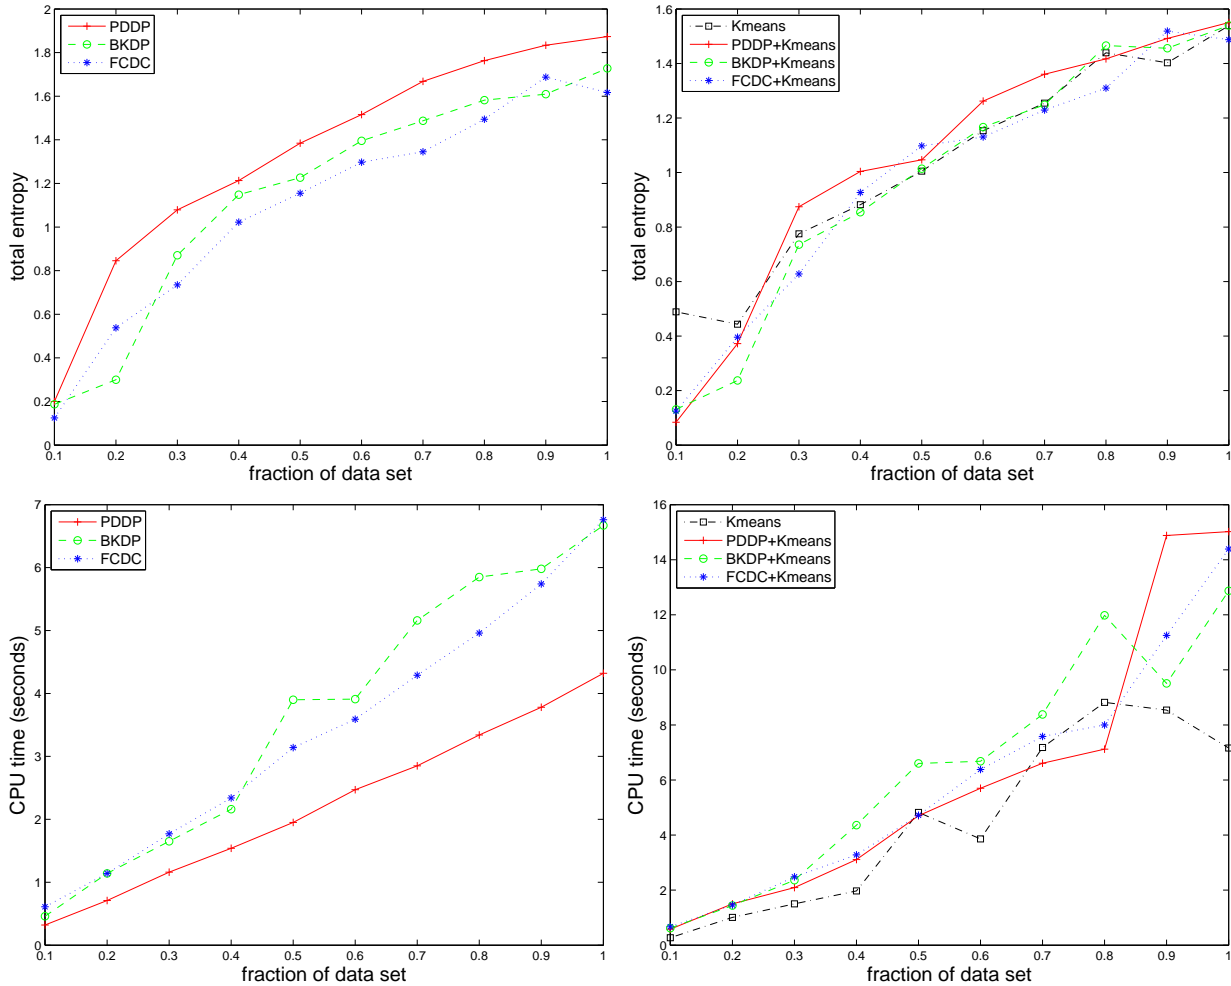 2
1.8
1.6
1.4
1.2
1
0.8
0.6
0.4
0.2
0
total entropy
PDDP
BKDP
FCDC
0.1 0.2 0.3 0.4 0.5 0.6 0.7 0.8 0.9 1
fraction of data set
1.6
1.4
1.2
1
0.8
0.6
0.4
0.2
0
total entropy
Kmeans
PDDP+Kmeans
BKDP+Kmeans
FCDC+Kmeans
0.1 0.2 0.3 0.4 0.5 0.6 0.7 0.8 0.9 1
fraction of data set
7
6
5
4
3
2
1
0
CPU time (seconds)
PDDP
BKDP
FCDC
0.1 0.2 0.3 0.4 0.5 0.6 0.7 0.8 0.9 1
fraction of data set
16
14
12
10
8
6
4
2
0
CPU time (seconds)
Kmeans
PDDP+Kmeans
BKDP+Kmeans
FCDC+Kmeans
0.1 0.2 0.3 0.4 0.5 0.6 0.7 0.8 0.9 1
fraction of data set